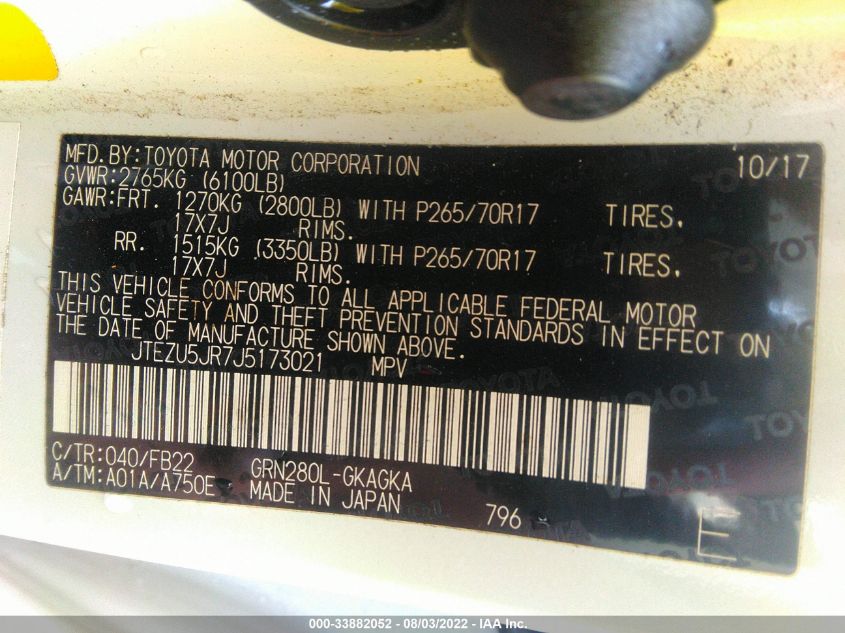 MFD.BY:TOYOTA MOTOR CORPORATION 10/17
GVWR:2765KG (6100LB)
GAWR:FRT. 1270KG (2800LB) WITH P265/70R17 TIRES.
17X7J RIMS.
RR. 1515KG (3350LB) WITH P265/70R17 TIRES.
17X7J RIMS.
THIS VEHICLE CONFORMS TO ALL APPLICABLE FEDERAL MOTOR
VEHICLE SAFETY AND THEFT PREVENTION STANDARDS IN EFFECT ON
THE DATE OF MANUFACTURE SHOWN ABOVE.
JTEZU5JR7J5173021 MPV
C/TR:040/FB22 GRN280L-GKAGKA
A/TM:A01A/A750E MADE IN JAPAN 796
E
000-33882052 - 08/03/2022 - IAA Inc.